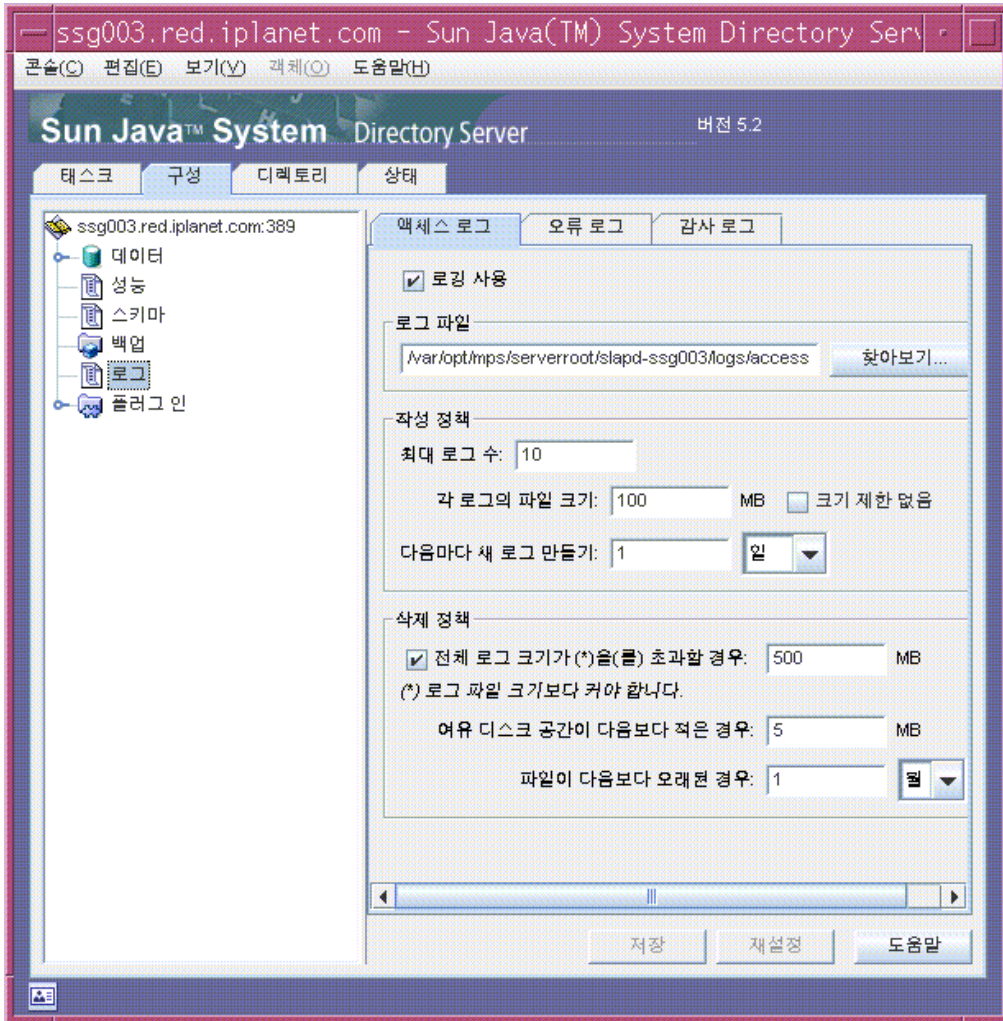 ssg003.red.iplanet.com - Sun Java(TM) System Directory Serv
콘솔(C) 편집(E) 보기(V) 객체(O) 도움말(H)
Sun Java™ System Directory Server
버전 5.2
태스크 구성 디렉토리 상태
ssg003.red.iplanet.com:389
데이터
성능
스키마
백업
로그
플러그 인
액세스 로그 오류 로그 감사 로그
로깅 사용
로그 파일
/var/opt/mps/serverroot/slapd-ssg003/logs/access 찾아보기...
작성 정책
최대 로그 수: 10
각 로그의 파일 크기: 100 MB 크기 제한 없음
다음마다 새 로그 만들기: 1 일
삭제 정책
전체 로그 크기가 (*)을(를) 초과할 경우: 500 MB
(*) 로그 파일 크기보다 커야 합니다.
여유 디스크 공간이 다음보다 적은 경우: 5 MB
파일이 다음보다 오래된 경우: 1 월
저장 재설정 도움말